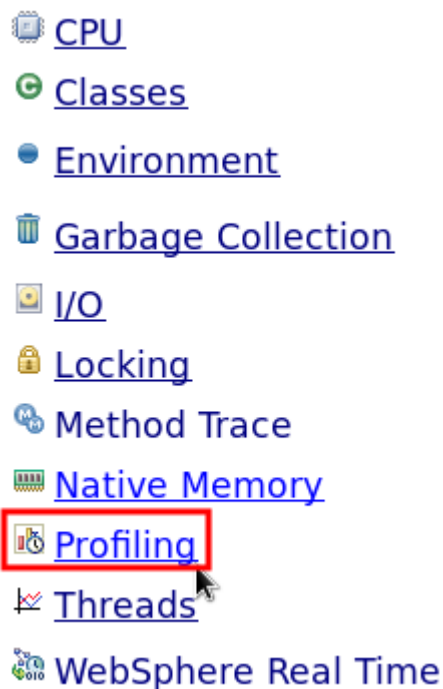 CPU
Classes
Environment
Garbage Collection
I/O
Locking
Method Trace
Native Memory
Profiling
Threads
WebSphere Real Time